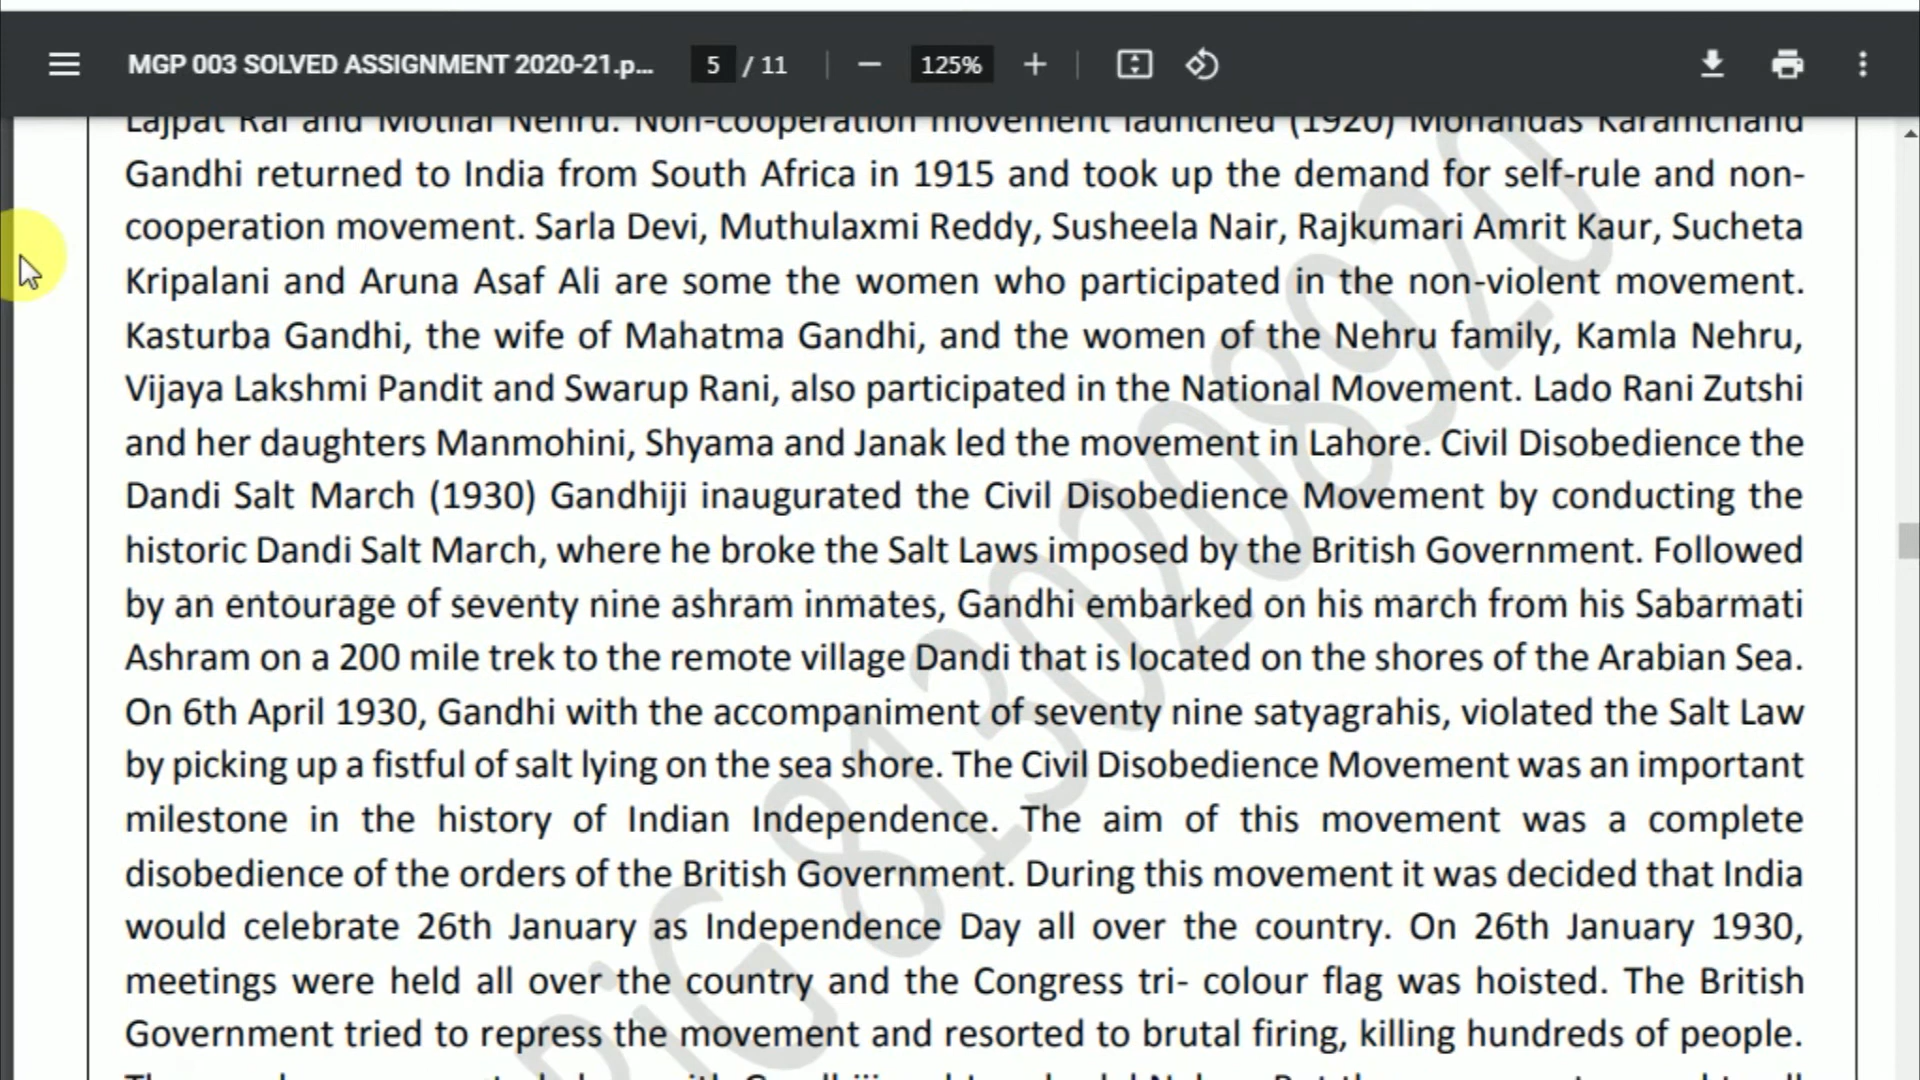 MGP 003 SOLVED ASSIGNMENT 2020-21.p... 5 / 11 125%
Lajpat Rai and Motilal Nehru. Non-cooperation movement launched (1920) Mohandas Karamchand
Gandhi returned to India from South Africa in 1915 and took up the demand for self-rule and non-
cooperation movement. Sarla Devi, Muthulaxmi Reddy, Susheela Nair, Rajkumari Amrit Kaur, Sucheta
Kripalani and Aruna Asaf Ali are some the women who participated in the non-violent movement.
Kasturba Gandhi, the wife of Mahatma Gandhi, and the women of the Nehru family, Kamla Nehru,
Vijaya Lakshmi Pandit and Swarup Rani, also participated in the National Movement. Lado Rani Zutshi
and her daughters Manmohini, Shyama and Janak led the movement in Lahore. Civil Disobedience the
Dandi Salt March (1930) Gandhiji inaugurated the Civil Disobedience Movement by conducting the
historic Dandi Salt March, where he broke the Salt Laws imposed by the British Government. Followed
by an entourage of seventy nine ashram inmates, Gandhi embarked on his march from his Sabarmati
Ashram on a 200 mile trek to the remote village Dandi that is located on the shores of the Arabian Sea.
On 6th April 1930, Gandhi with the accompaniment of seventy nine satyagrahis, violated the Salt Law
by picking up a fistful of salt lying on the sea shore. The Civil Disobedience Movement was an important
milestone in the history of Indian Independence. The aim of this movement was a complete
disobedience of the orders of the British Government. During this movement it was decided that India
would celebrate 26th January as Independence Day all over the country. On 26th January 1930,
meetings were held all over the country and the Congress tri- colour flag was hoisted. The British
Government tried to repress the movement and resorted to brutal firing, killing hundreds of people.
8130208920